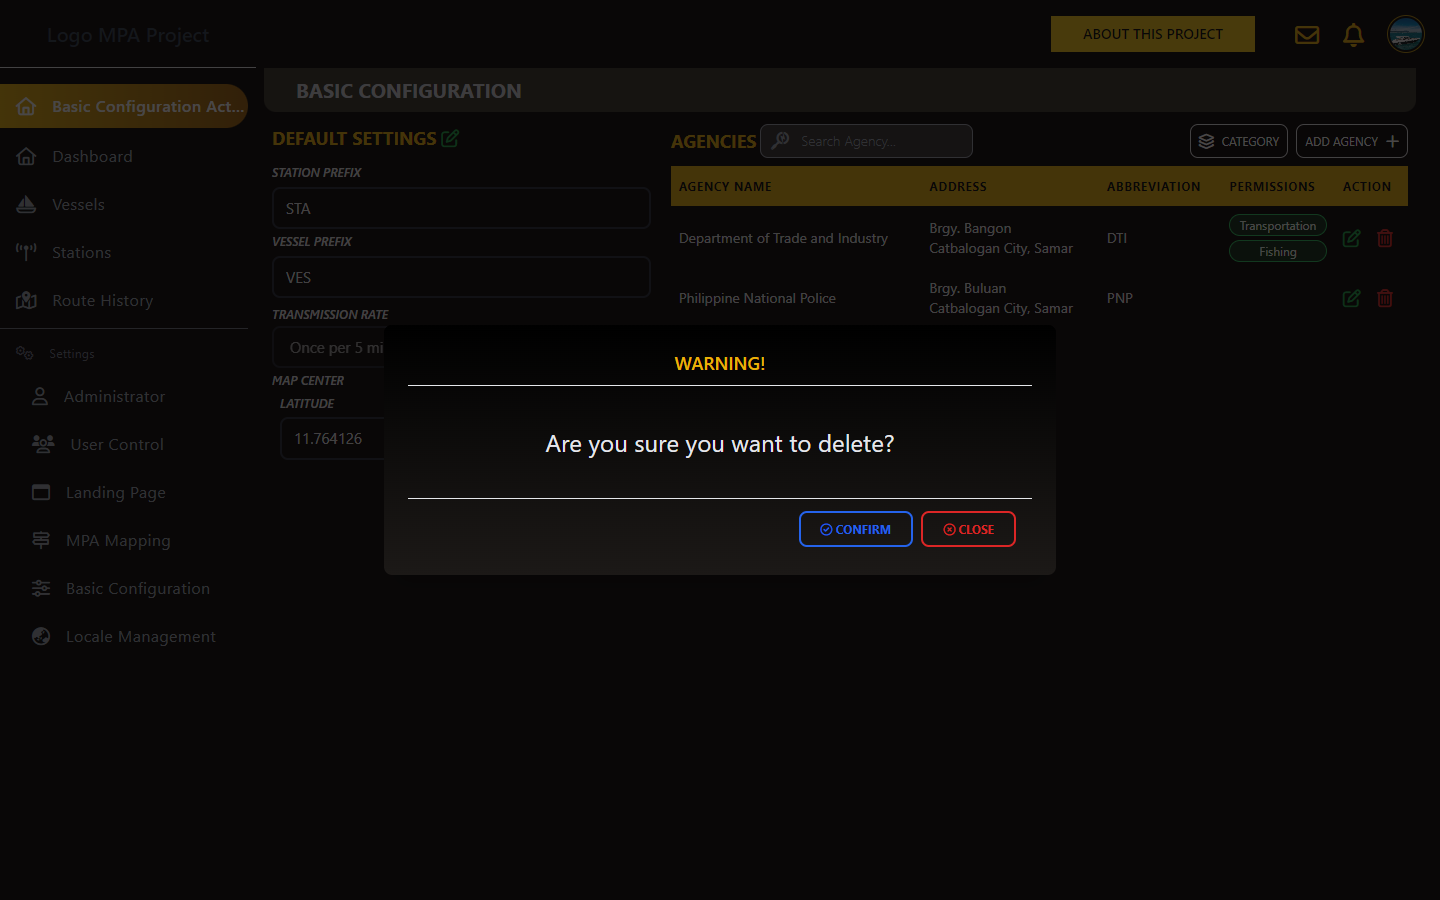 Logo MPA Project
ABOUT THIS PROJECT
Basic Configuration Act...
Dashboard
Vessels
Stations
Route History
Settings
Administrator
User Control
Landing Page
MPA Mapping
Basic Configuration
Locale Management
BASIC CONFIGURATION
DEFAULT SETTINGS
STATION PREFIX
STA
VESSEL PREFIX
VES
TRANSMISSION RATE
Once per 5 mi
MAP CENTER
LATITUDE
11.764126
AGENCIES
Search Agency...
CATEGORY
ADD AGENCY
AGENCY NAME ADDRESS ABBREVIATION PERMISSIONS ACTION
Department of Trade and Industry
Brgy. Bangon
Catbalogan City, Samar
DTI
Transportation
Fishing
Philippine National Police
Brgy. Buluan
Catbalogan City, Samar
PNP
WARNING!
Are you sure you want to delete?
CONFIRM
CLOSE